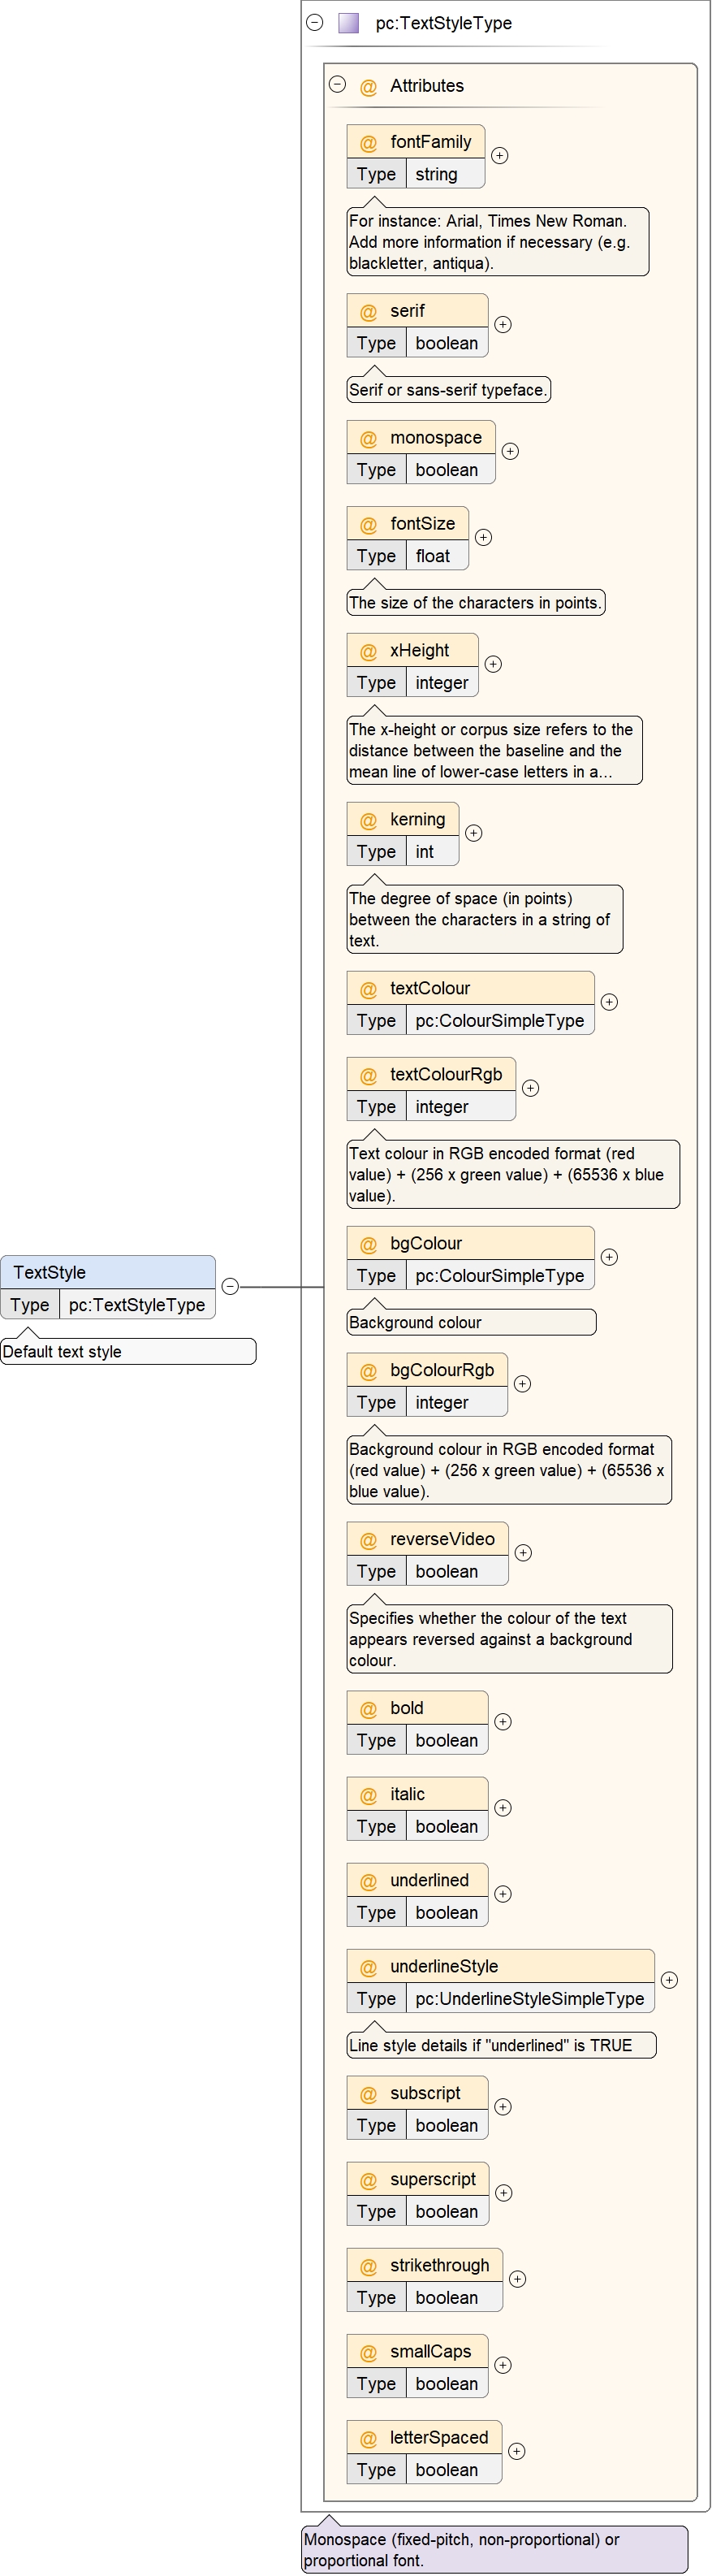 pc:TextStyleType
@ Attributes
@ fontFamily
Type string
For instance: Arial, Times New Roman.
Add more information if necessary (e.g.
blackletter, antiqua).
@ serif
Type boolean
Serif or sans-serif typeface.
@ monospace
Type boolean
@ fontSize
Type float
The size of the characters in points.
@ xHeight
Type integer
The x-height or corpus size refers to the
distance between the baseline and the
mean line of lower-case letters in a...
@ kerning
Type int
The degree of space (in points)
between the characters in a string of
text.
@ textColour
Type pc:ColourSimpleType
@ textColourRgb
Type integer
Text colour in RGB encoded format (red
value) + (256 x green value) + (65536 x blue
value).
@ bgColour
Type pc:ColourSimpleType
Background colour
TextStyle
Type pc:TextStyleType
Default text style
@ bgColourRgb
Type integer
Background colour in RGB encoded format
(red value) + (256 x green value) + (65536 x
blue value).
@ reverseVideo
Type boolean
Specifies whether the colour of the text
appears reversed against a background
colour.
@ bold
Type boolean
@ italic
Type boolean
@ underlined
Type boolean
@ underlineStyle
Type pc:UnderlineStyleSimpleType
Line style details if "underlined" is TRUE
@ subscript
Type boolean
@ superscript
Type boolean
@ strikethrough
Type boolean
@ smallCaps
Type boolean
@ letterSpaced
Type boolean
Monospace (fixed-pitch, non-proportional) or
proportional font.